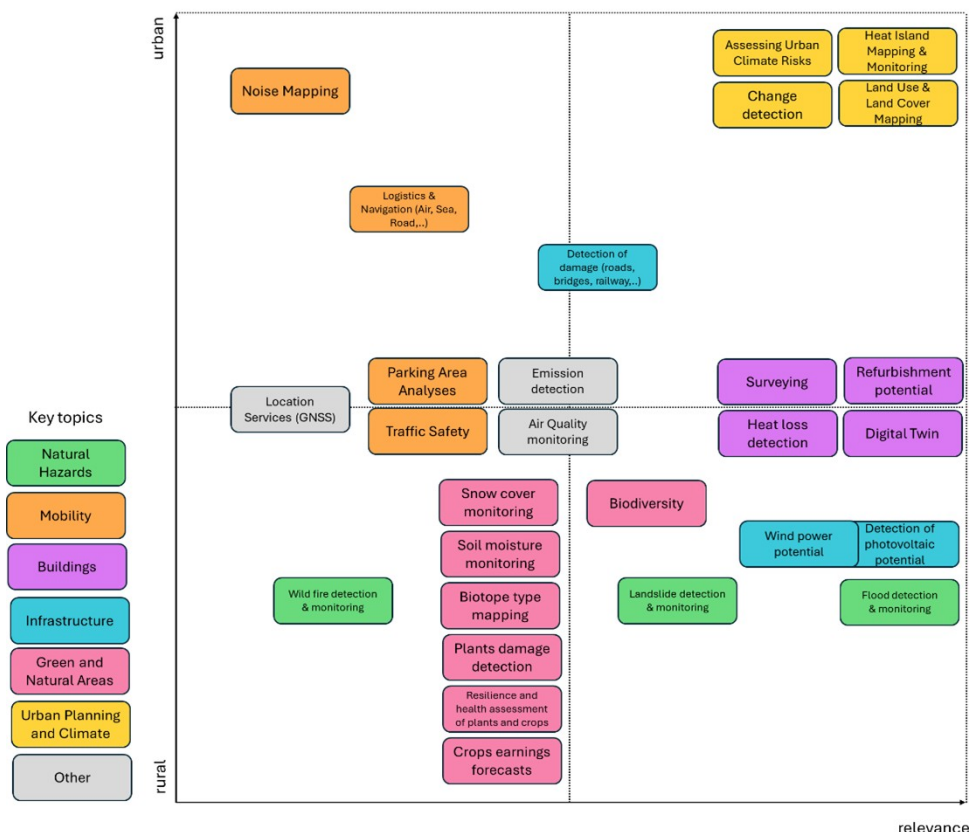 urban
Assessing Urban
Climate Risks
Heat Island
Mapping &
Monitoring
Noise Mapping
Change
detection
Land Use &
Land Cover
Mapping
Logistics &
Navigation (Air, Sea,
Road,..)
Detection of
damage (roads,
bridges, railway,..)
Parking Area
Analyses
Emission
detection
Surveying
Refurbishment
potential
Location
Services (GNSS)
Traffic Safety
Air Quality
monitoring
Heat loss
detection
Digital Twin
Key topics
Natural
Hazards
Mobility
Buildings
Infrastructure
Green and
Natural Areas
Urban Planning
and Climate
Other
Snow cover
monitoring
Biodiversity
Soil moisture
monitoring
Wind power
potential
Detection of
photovoltaic
potential
Wild fire detection
& monitoring
Biotope type
mapping
Landslide detection
& monitoring
Flood detection
& monitoring
Plants damage
detection
Resilience and
health assessment
of plants and crops
Crops earnings
forecasts
rural
relevance